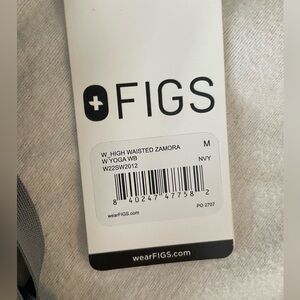 FIGS
W_HIGH WAISTED ZAMORA M
W YOGA WB NVY
W22SW2012
8 40247 47758 2
wearFIGS.com PO 2707
wearFIGS.com